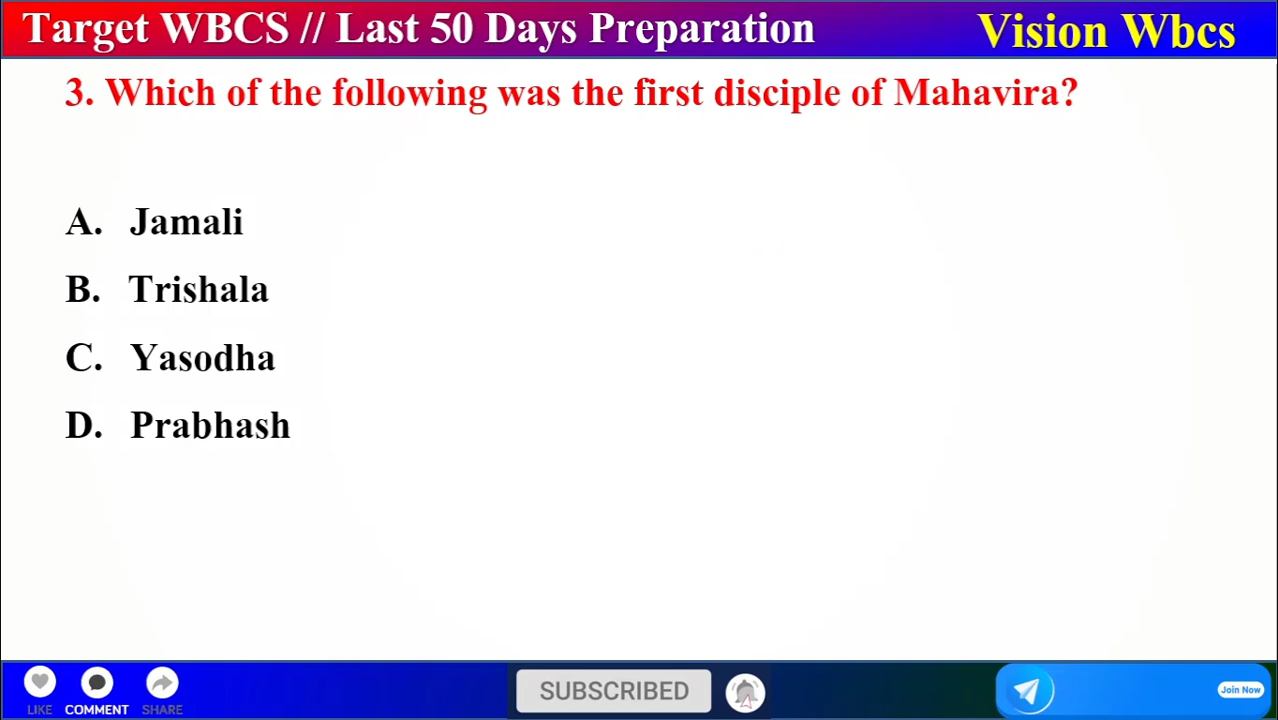 Target WBCS // Last 50 Days Preparation
Vision Wbcs
3. Which of the following was the first disciple of Mahavira?
A. Jamali
B. Trishala
C. Yasodha
D. Prabhash
LIKE COMMENT SHARE
SUBSCRIBED
Join Now